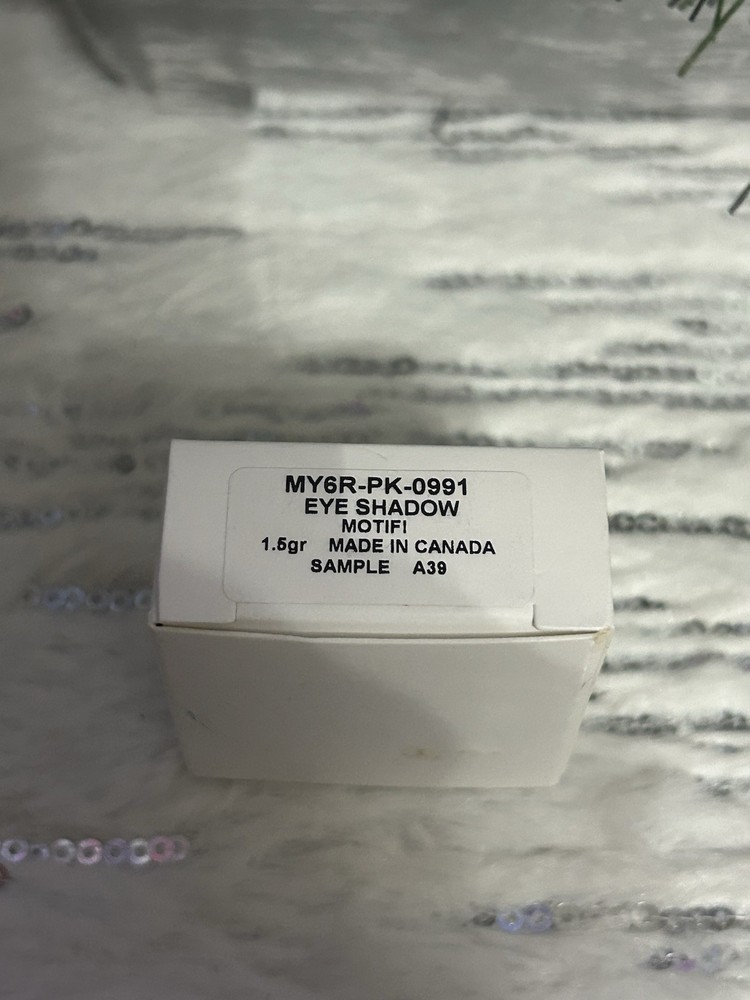 MY6R-PK-0991
EYE SHADOW
MOTIFI
1.5gr MADE IN CANADA
SAMPLE A39